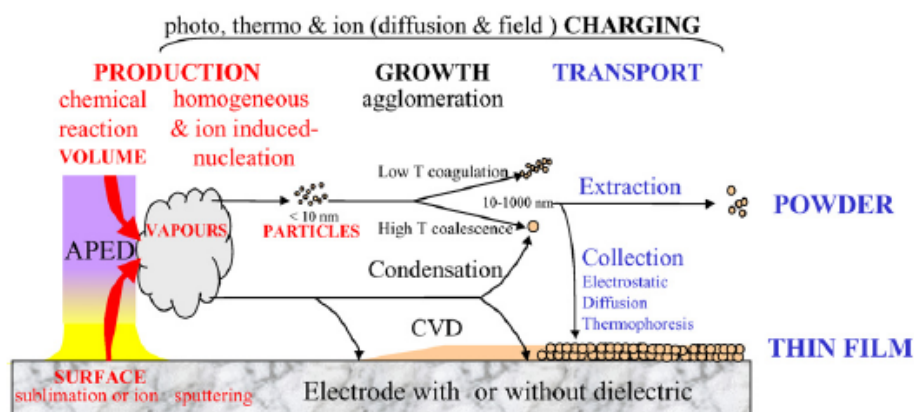 photo, thermo & ion (diffusion & field ) CHARGING
PRODUCTION
GROWTH
TRANSPORT
chemical
reaction
VOLUME
homogeneous
& ion induced-
nucleation
agglomeration
Low T coagulation
Extraction
POWDER
10-1000 nm
< 10 nm
PARTICLES
VAPOURS
High T coalescence
APED
Condensation
Collection
Electrostatic
Diffusion
Thermophoresis
CVD
THIN FILM
SURFACE
sublimation or ion sputtering
Electrode with or without dielectric